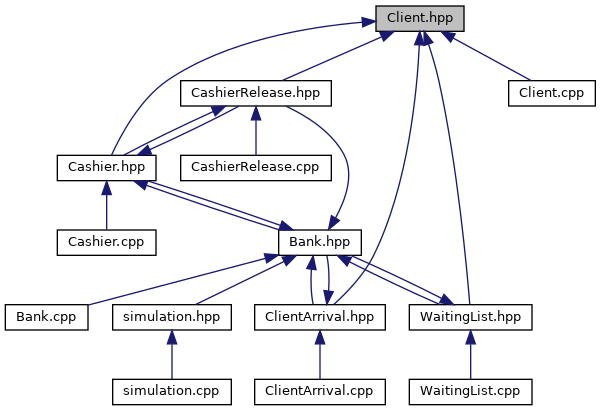 Client.hpp
CashierRelease.hpp
Client.cpp
Cashier.hpp
CashierRelease.cpp
Cashier.cpp
Bank.hpp
Bank.cpp
simulation.hpp
ClientArrival.hpp
WaitingList.hpp
simulation.cpp
ClientArrival.cpp
WaitingList.cpp